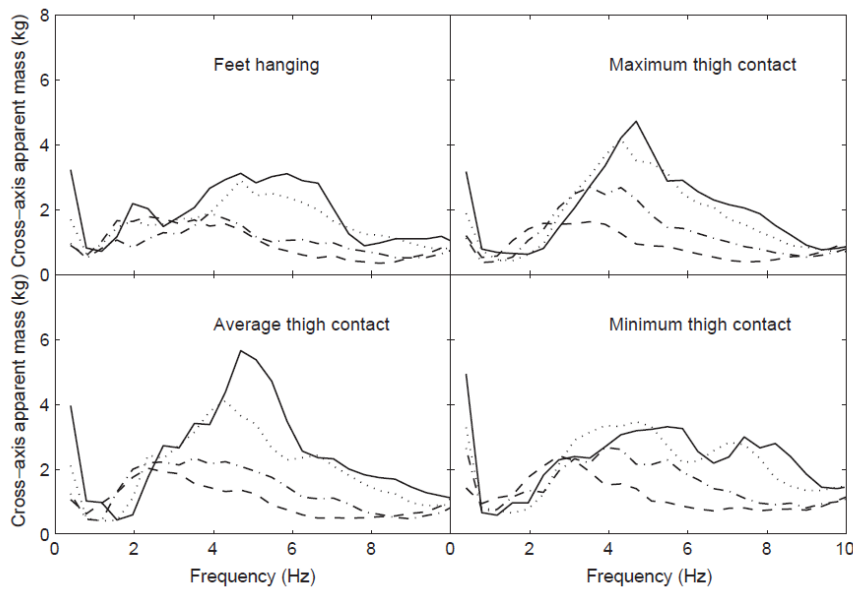 8
6
4
2
0
Cross−axis apparent mass (kg)
Feet hanging
Maximum thigh contact
6
4
2
0
Cross−axis apparent mass (kg)
Average thigh contact
Minimum thigh contact
0 2 4 6 8 0 2 4 6 8 10
Frequency (Hz) Frequency (Hz)